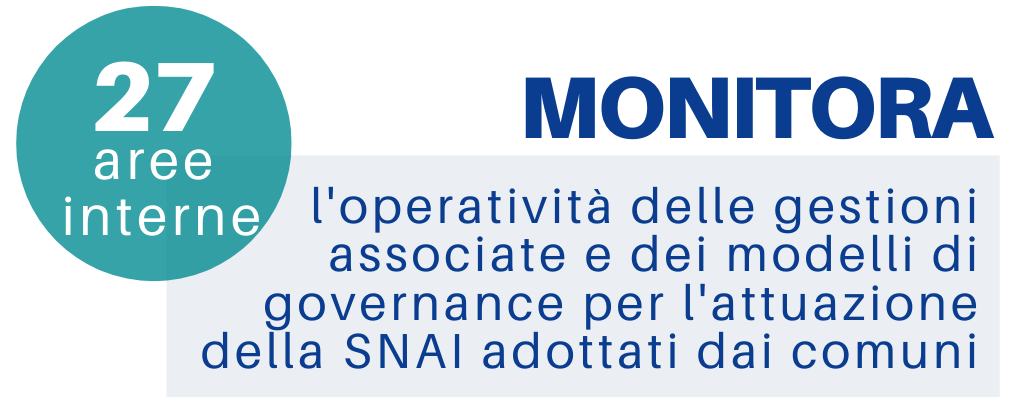 27
aree
interne
MONITORA
l'operatività delle gestioni
associate e dei modelli di
governance per l'attuazione
della SNAI adottati dai comuni